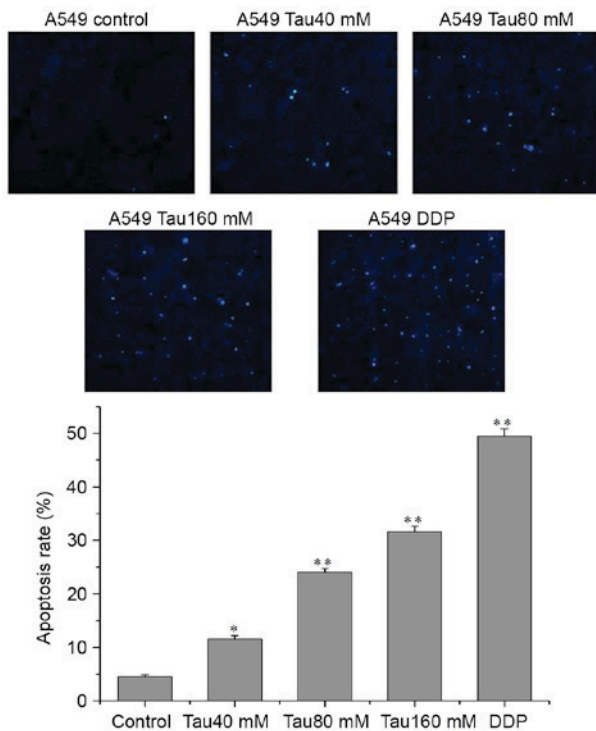 A549 control
A549 Tau40 mM
A549 Tau80 mM
A549 Tau160 mM
A549 DDP
Apoptosis rate (%)
50
40
30
20
10
0
*
**
**
**
Control
Tau40 mM
Tau80 mM
Tau160 mM
DDP